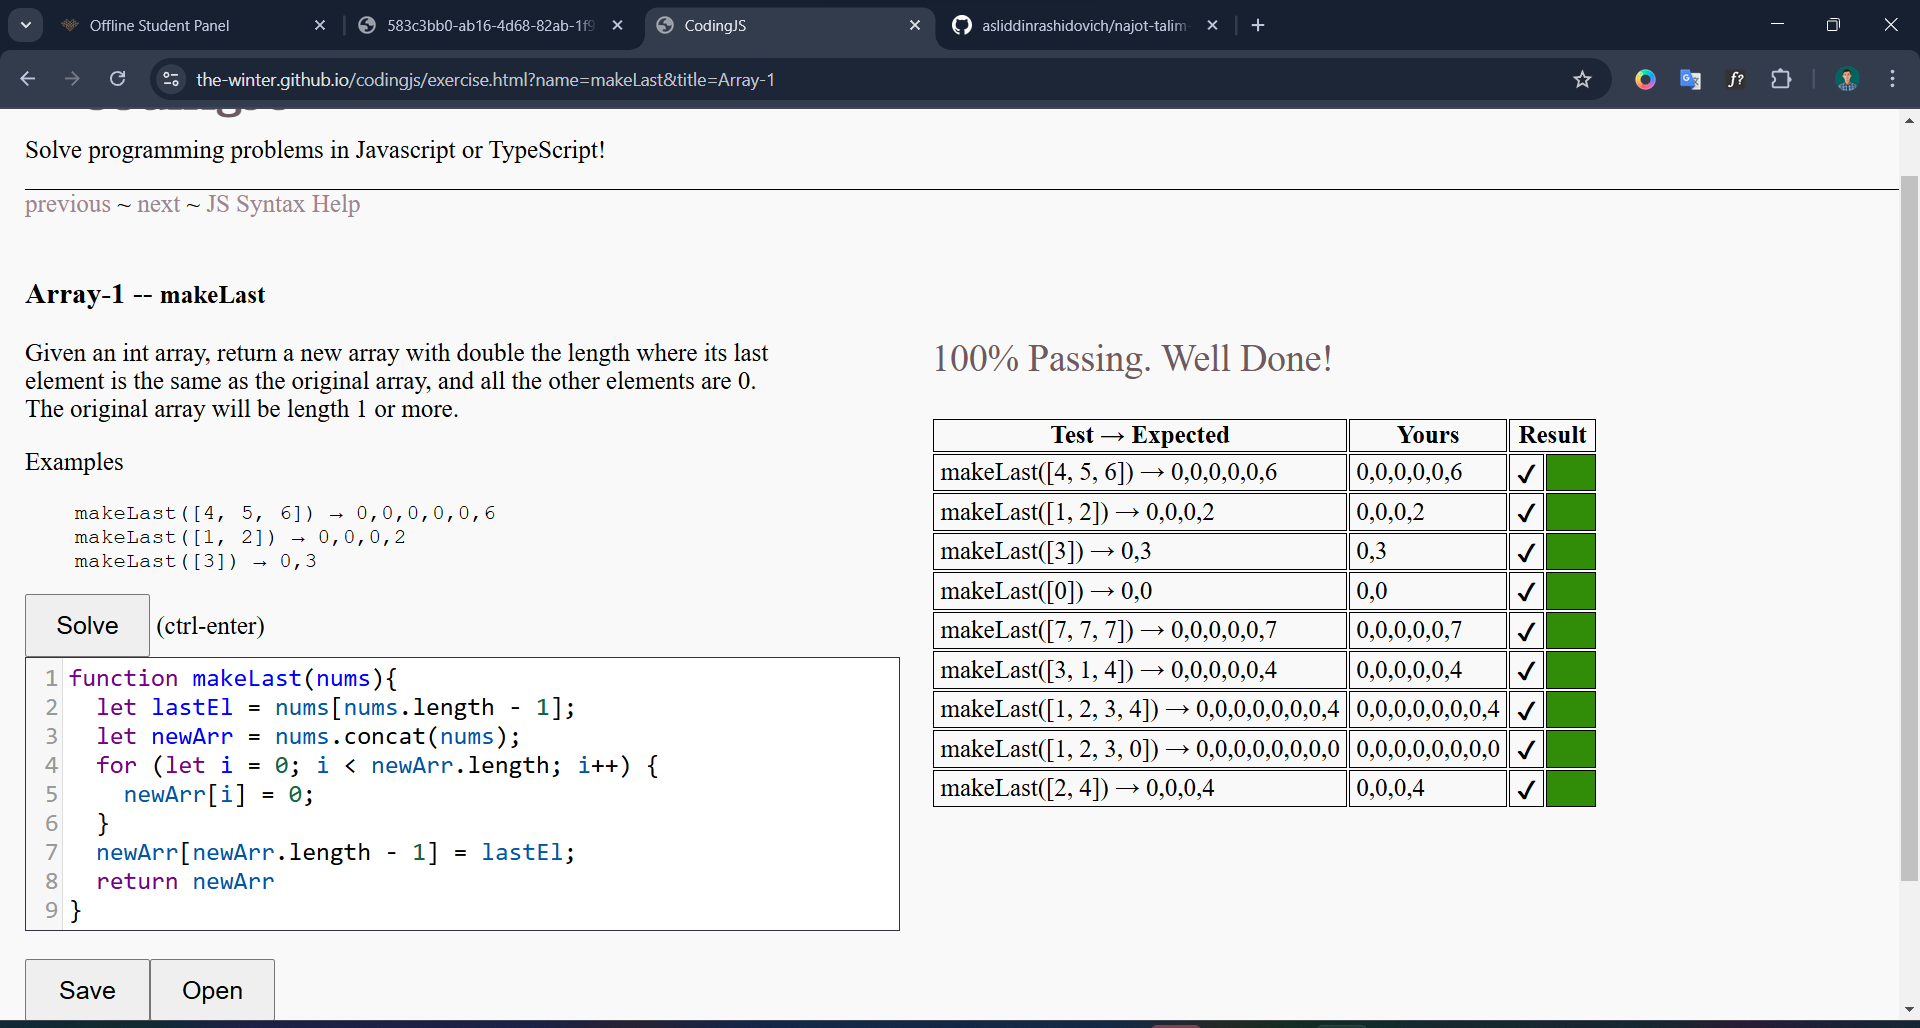 Offline Student Panel
583c3bb0-ab16-4d68-82ab-1f9
CodingJS
asliddinrashidovich/najot-talim-
the-winter.github.io/codingjs/exercise.html?name=makeLast&title=Array-1
f?
Solve programming problems in Javascript or TypeScript!
previous ~ next ~ JS Syntax Help
Array-1 -- makeLast
Given an int array, return a new array with double the length where its last
element is the same as the original array, and all the other elements are 0.
The original array will be length 1 or more.
Examples
makeLast([4, 5, 6]) → 0,0,0,0,0,6
makeLast([1, 2]) → 0,0,0,2
makeLast([3]) → 0,3
Solve (ctrl-enter)
1 function makeLast(nums){
2 let lastEl = nums[nums.length - 1];
3 let newArr = nums.concat(nums);
4 for (let i = 0; i < newArr.length; i++) {
5 newArr[i] = 0;
6 }
7 newArr[newArr.length - 1] = lastEl;
8 return newArr
9 }
Save Open
100% Passing. Well Done!
Test → Expected Yours Result
makeLast([4, 5, 6]) → 0,0,0,0,0,6 0,0,0,0,0,6 ✓
makeLast([1, 2]) → 0,0,0,2 0,0,0,2 ✓
makeLast([3]) → 0,3 0,3 ✓
makeLast([0]) → 0,0 0,0 ✓
makeLast([7, 7, 7]) → 0,0,0,0,0,7 0,0,0,0,0,7 ✓
makeLast([3, 1, 4]) → 0,0,0,0,0,4 0,0,0,0,0,4 ✓
makeLast([1, 2, 3, 4]) → 0,0,0,0,0,0,0,4 0,0,0,0,0,0,0,4 ✓
makeLast([1, 2, 3, 0]) → 0,0,0,0,0,0,0,0 0,0,0,0,0,0,0,0 ✓
makeLast([2, 4]) → 0,0,0,4 0,0,0,4 ✓